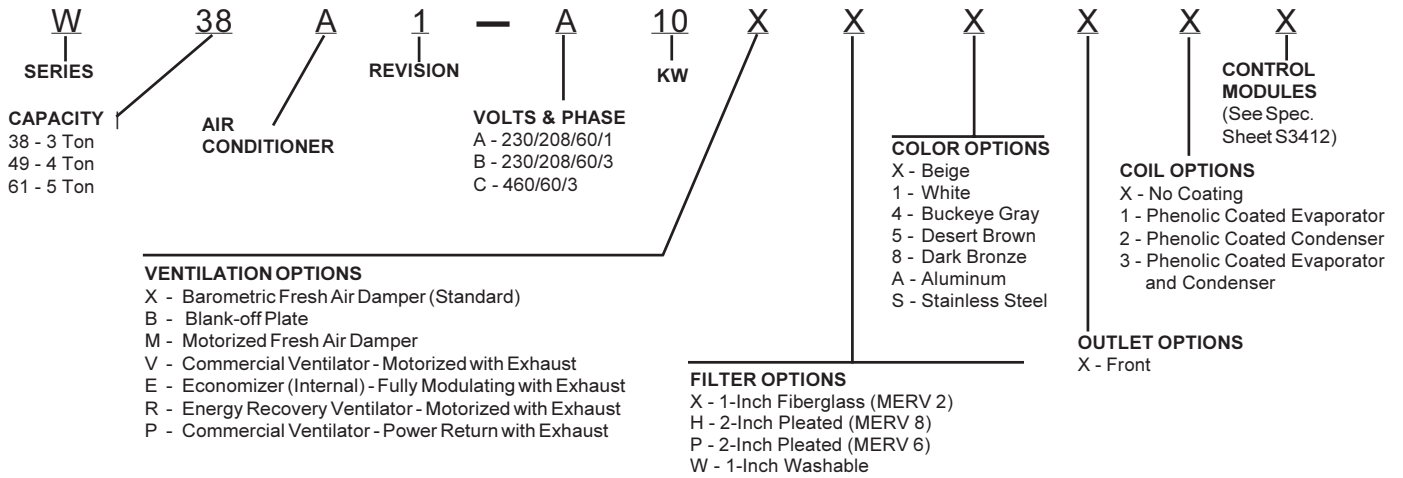 W 38 A 1 – A 10 X X X X X X
SERIES
REVISION
KW
CAPACITY
38 - 3 Ton
49 - 4 Ton
61 - 5 Ton
AIR
CONDITIONER
VOLTS & PHASE
A - 230/208/60/1
B - 230/208/60/3
C - 460/60/3
VENTILATION OPTIONS
X - Barometric Fresh Air Damper (Standard)
B - Blank-off Plate
M - Motorized Fresh Air Damper
V - Commercial Ventilator - Motorized with Exhaust
E - Economizer (Internal) - Fully Modulating with Exhaust
R - Energy Recovery Ventilator - Motorized with Exhaust
P - Commercial Ventilator - Power Return with Exhaust
FILTER OPTIONS
X - 1-Inch Fiberglass (MERV 2)
H - 2-Inch Pleated (MERV 8)
P - 2-Inch Pleated (MERV 6)
W - 1-Inch Washable
COLOR OPTIONS
X - Beige
1 - White
4 - Buckeye Gray
5 - Desert Brown
8 - Dark Bronze
A - Aluminum
S - Stainless Steel
OUTLET OPTIONS
X - Front
COIL OPTIONS
X - No Coating
1 - Phenolic Coated Evaporator
2 - Phenolic Coated Condenser
3 - Phenolic Coated Evaporator
and Condenser
CONTROL
MODULES
(See Spec.
Sheet S3412)